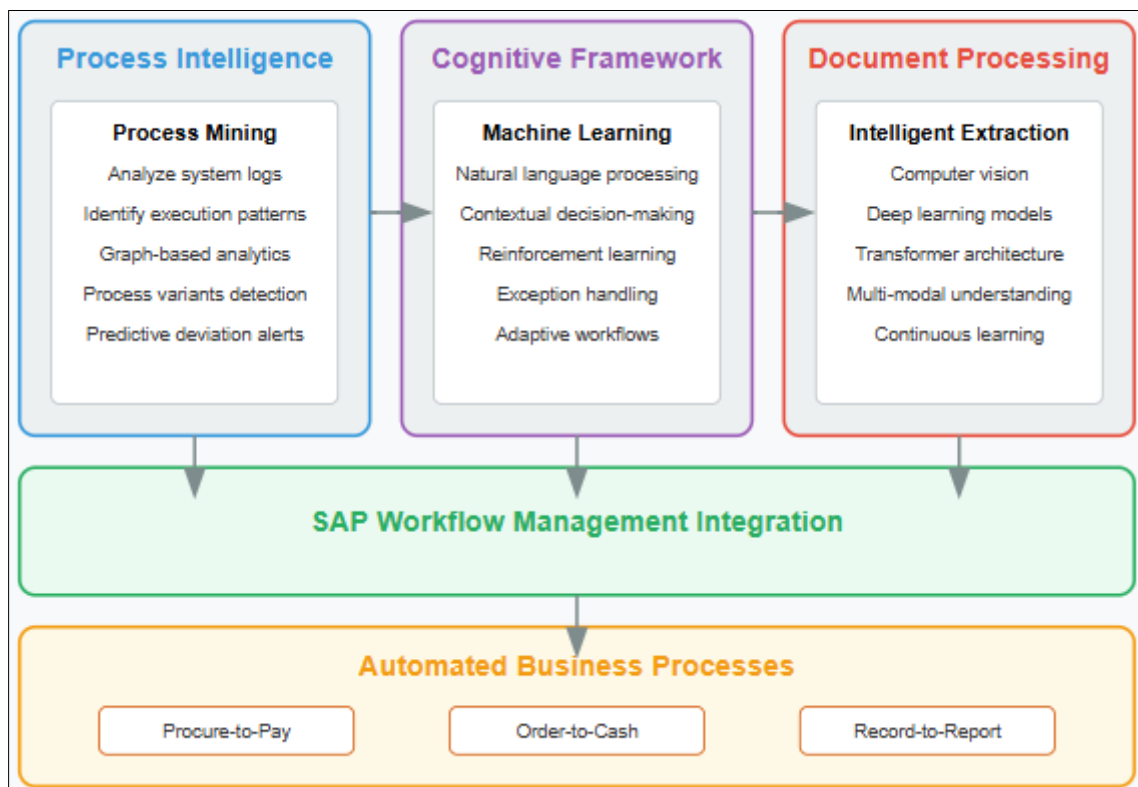 Process Intelligence
Process Mining
Analyze system logs
Identify execution patterns
Graph-based analytics
Process variants detection
Predictive deviation alerts
Cognitive Framework
Machine Learning
Natural language processing
Contextual decision-making
Reinforcement learning
Exception handling
Adaptive workflows
Document Processing
Intelligent Extraction
Computer vision
Deep learning models
Transformer architecture
Multi-modal understanding
Continuous learning
SAP Workflow Management Integration
Automated Business Processes
Procure-to-Pay
Order-to-Cash
Record-to-Report